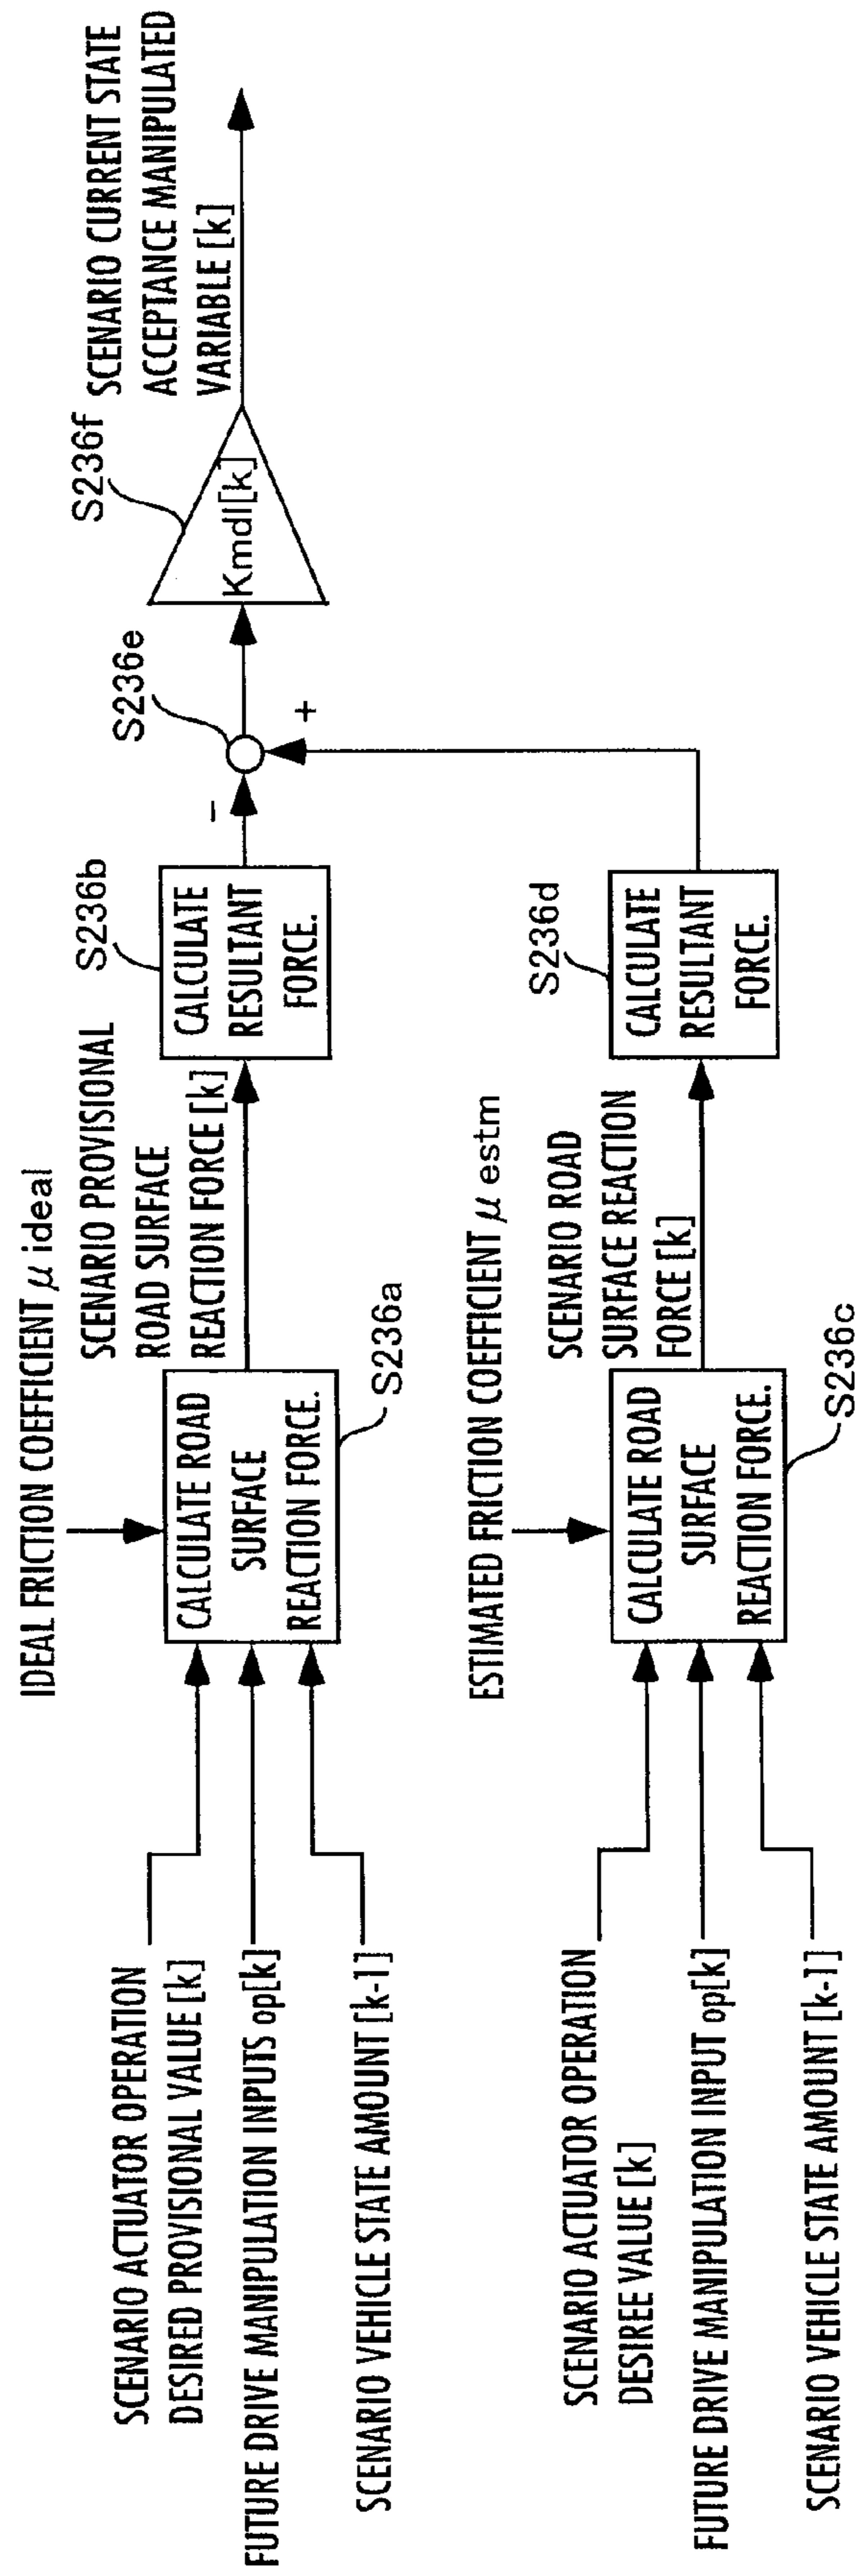 IDEAL FRICTION COEFFICIENT μ ideal
SCENARIO ACTUATOR OPERATION
DESIRED PROVISIONAL VALUE [k]
FUTURE DRIVE MANIPULATION INPUTS op[k]
SCENARIO VEHICLE STATE AMOUNT [k-1]
CALCULATE ROAD
SURFACE
REACTION FORCE.
S236a
SCENARIO PROVISIONAL
ROAD SURFACE
REACTION FORCE [k]
S236b
CALCULATE
RESULTANT
FORCE.
-
+
S236e
S236f
Kmdl[k]
SCENARIO CURRENT STATE
ACCEPTANCE MANIPULATED
VARIABLE [k]
ESTIMATED FRICTION COEFFICIENT μ estm
SCENARIO ACTUATOR OPERATION
DESIREE VALUE [k]
FUTURE DRIVE MANIPULATION INPUT op[k]
SCENARIO VEHICLE STATE AMOUNT [k-1]
CALCULATE ROAD
SURFACE
REACTION FORCE.
S236c
SCENARIO ROAD
SURFACE REACTION
FORCE [k]
S236d
CALCULATE
RESULTANT
FORCE.